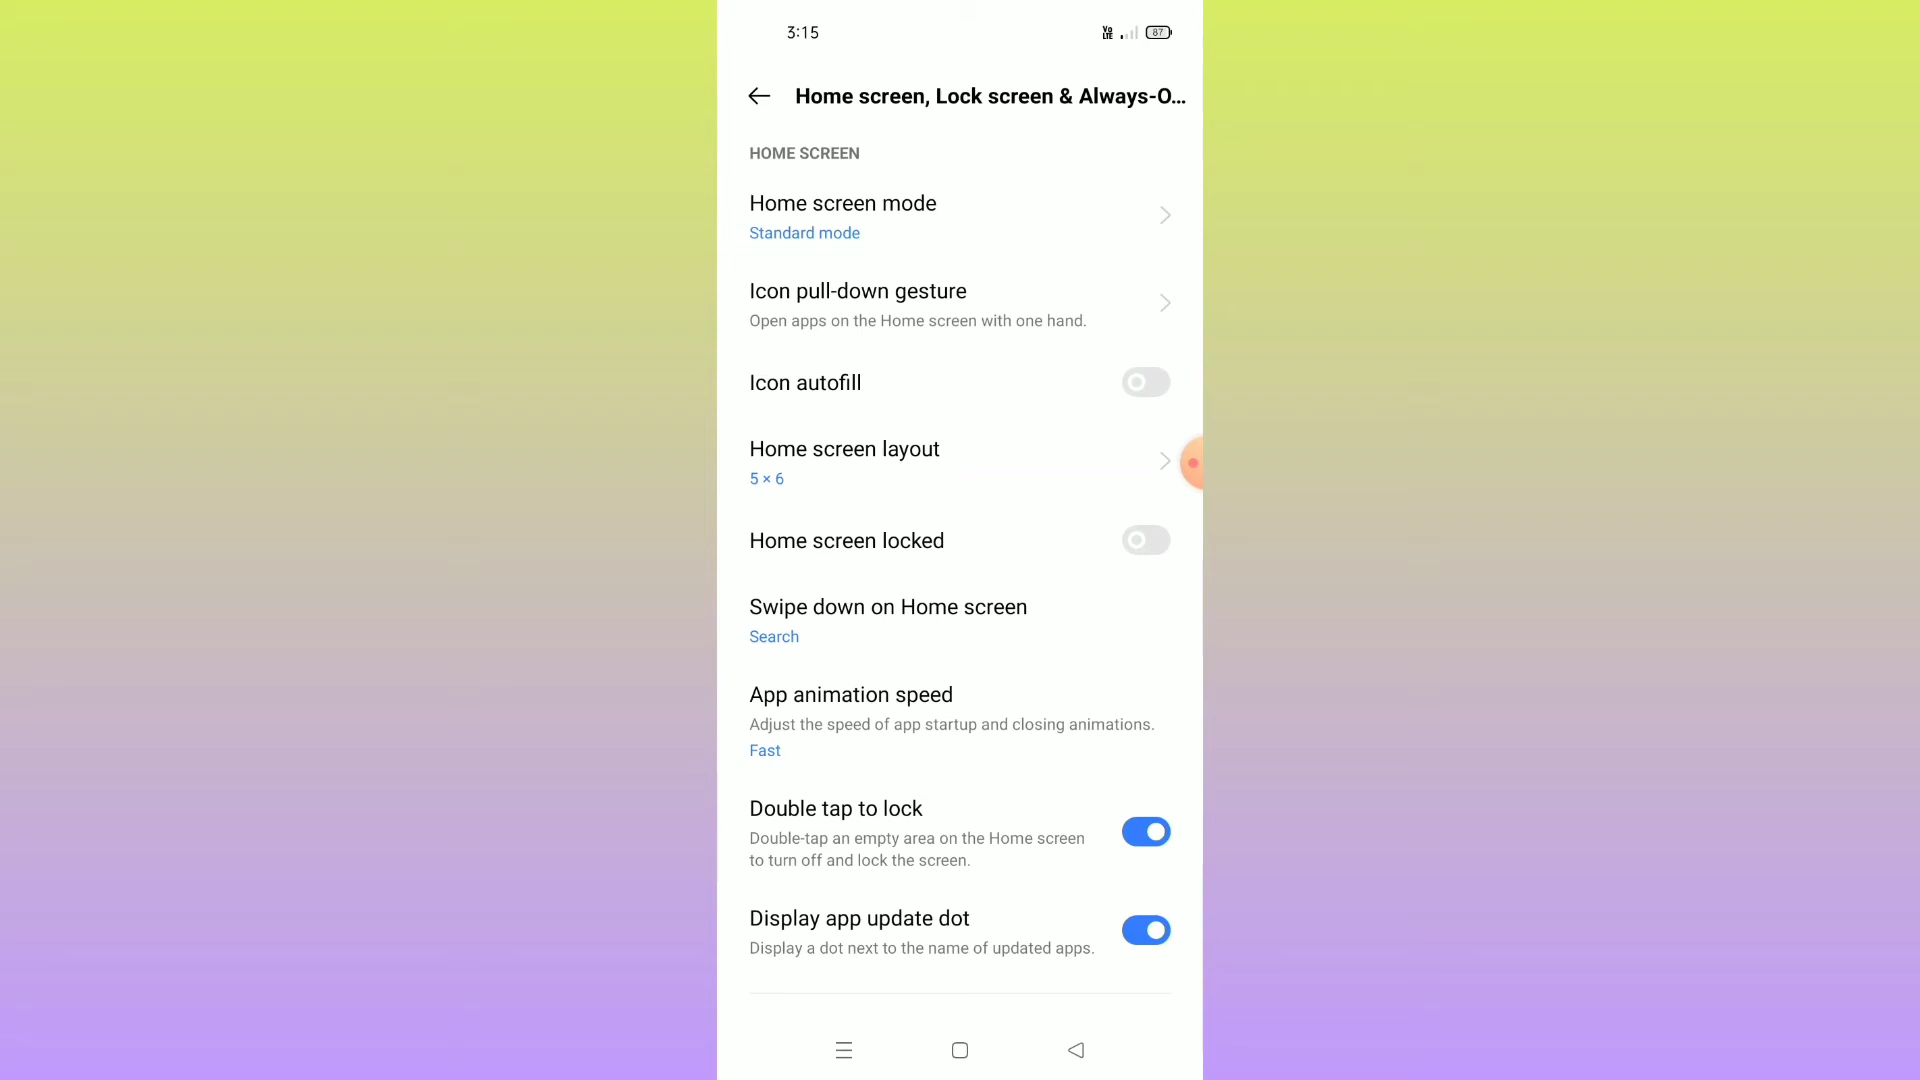 3:15
Vo
LTE
87
Home screen, Lock screen & Always-O...
HOME SCREEN
Home screen mode
Standard mode
Icon pull-down gesture
Open apps on the Home screen with one hand.
Icon autofill
Home screen layout
5 × 6
Home screen locked
Swipe down on Home screen
Search
App animation speed
Adjust the speed of app startup and closing animations.
Fast
Double tap to lock
Double-tap an empty area on the Home screen
to turn off and lock the screen.
Display app update dot
Display a dot next to the name of updated apps.